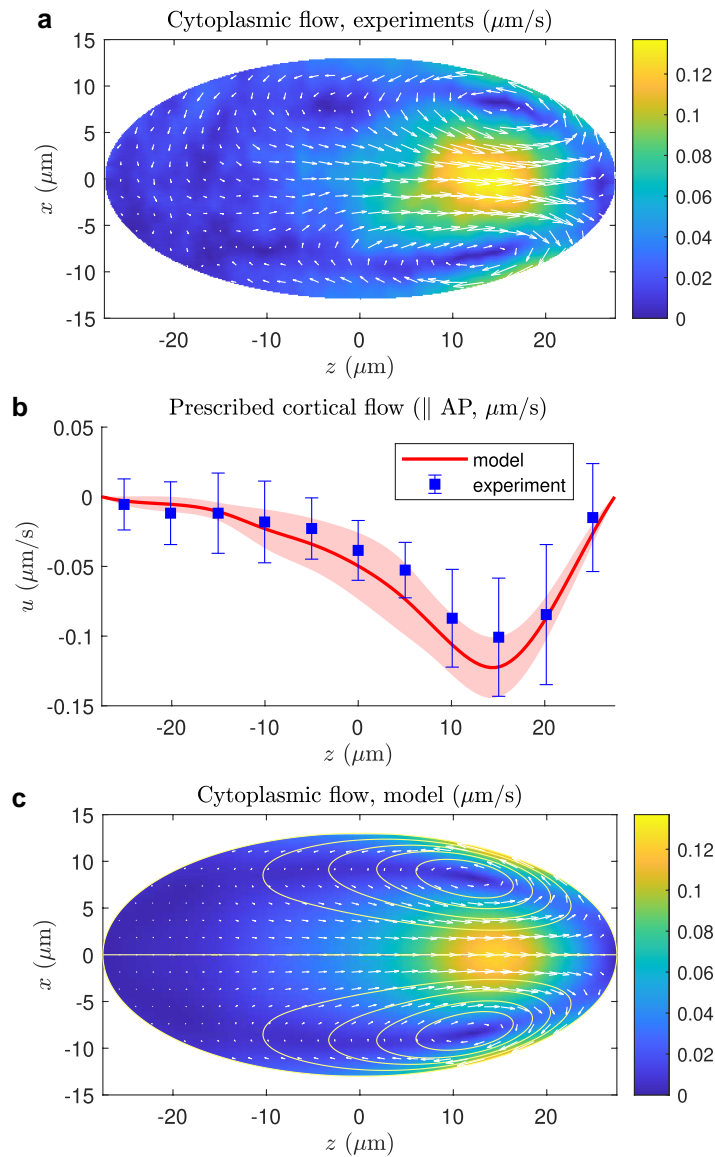 a Cytoplasmic flow, experiments (μm/s)
15
10
5
0
-5
-10
-15
x (μm)
-20 -10 0 10 20
z (μm)
0.12
0.1
0.08
0.06
0.04
0.02
0
b Prescribed cortical flow (∥ AP, μm/s)
0.05
0
-0.05
-0.1
-0.15
u (μm/s)
model
experiment
-20 -10 0 10 20
z (μm)
c Cytoplasmic flow, model (μm/s)
15
10
5
0
-5
-10
-15
x (μm)
-20 -10 0 10 20
z (μm)
0.12
0.1
0.08
0.06
0.04
0.02
0